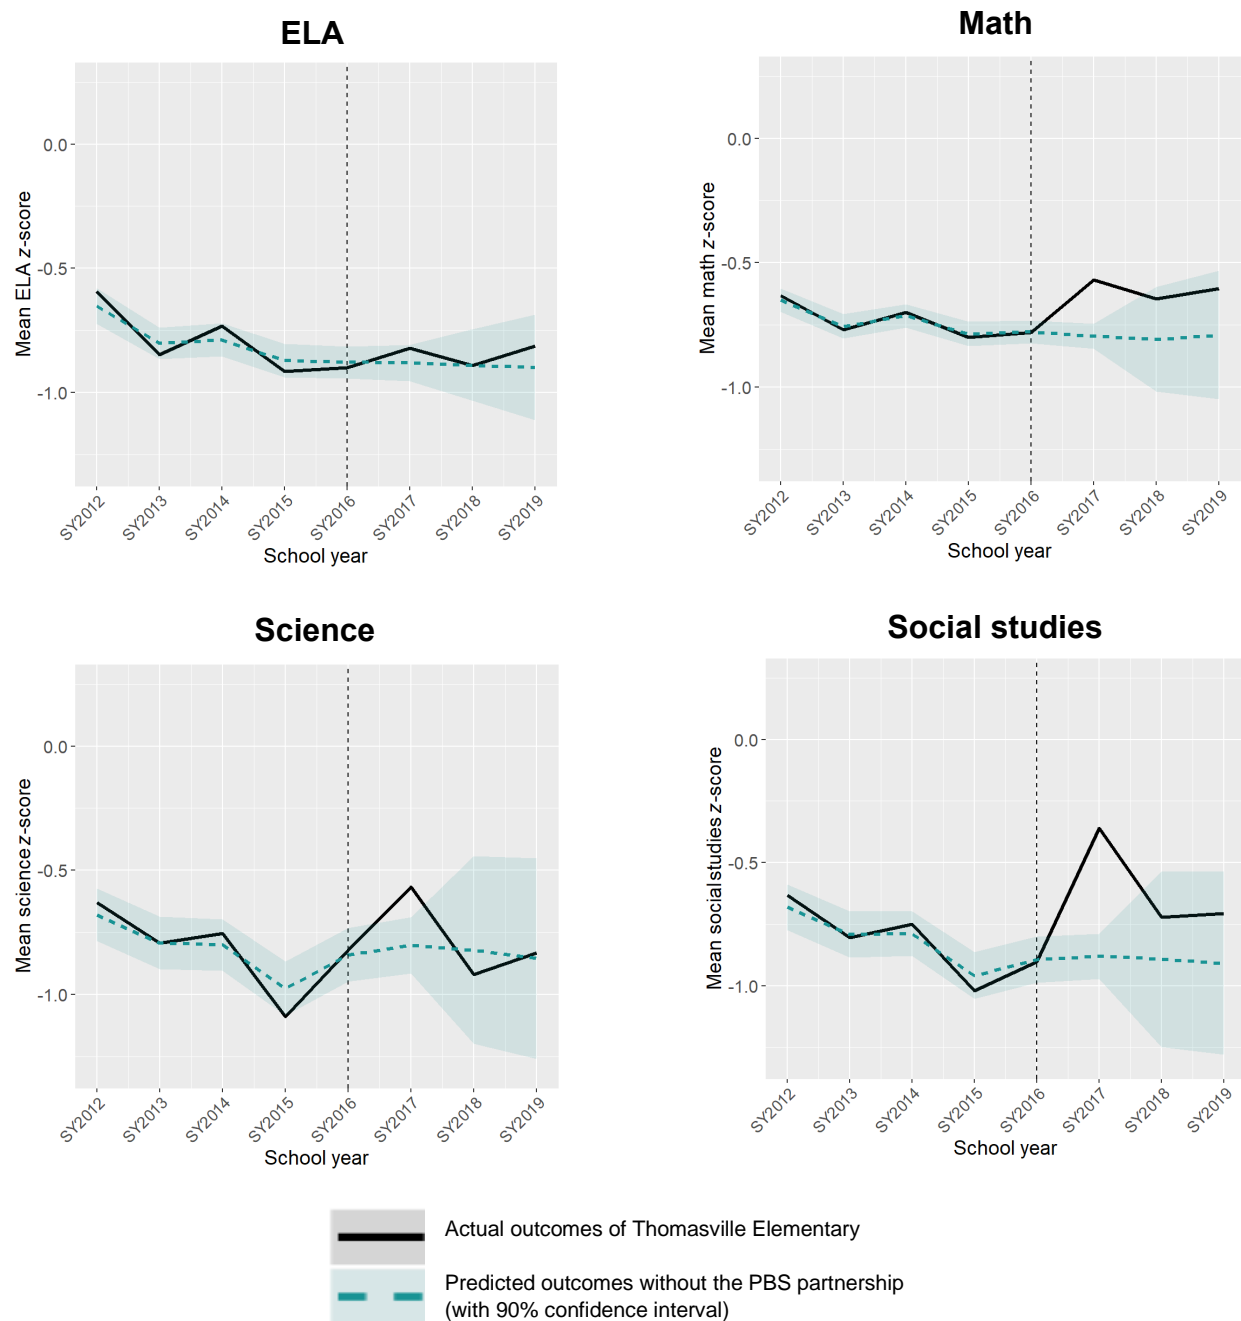 ELA
Mean ELA z-score
0.0
-0.5
-1.0
SY2012
SY2013
SY2014
SY2015
SY2016
SY2017
SY2018
SY2019
School year
Math
Mean math z-score
0.0
-0.5
-1.0
SY2012
SY2013
SY2014
SY2015
SY2016
SY2017
SY2018
SY2019
School year
Science
Mean science z-score
0.0
-0.5
-1.0
SY2012
SY2013
SY2014
SY2015
SY2016
SY2017
SY2018
SY2019
School year
Social studies
Mean social studies z-score
0.0
-0.5
-1.0
SY2012
SY2013
SY2014
SY2015
SY2016
SY2017
SY2018
SY2019
School year
Actual outcomes of Thomasville Elementary
Predicted outcomes without the PBS partnership
(with 90% confidence interval)